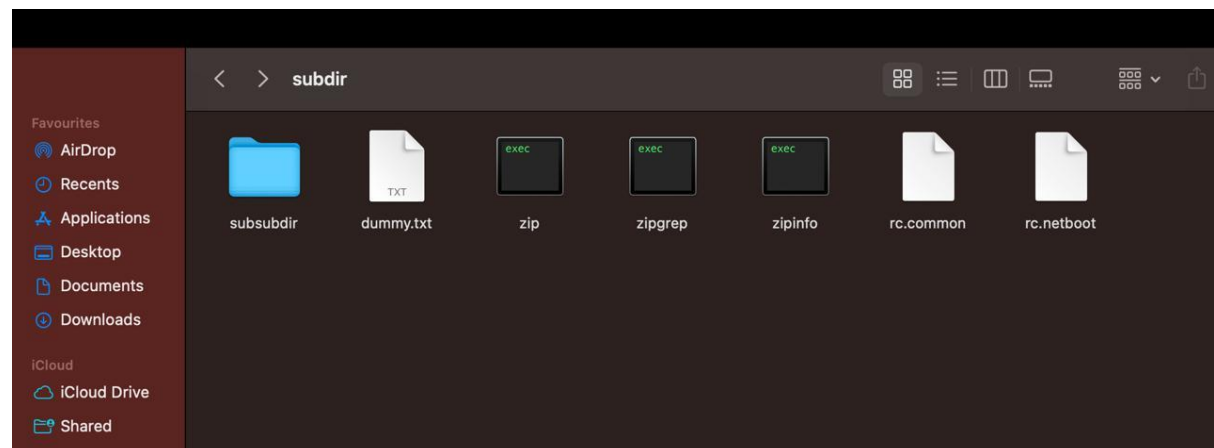 subdir
Favourites
AirDrop
Recents
Applications
Desktop
Documents
Downloads
iCloud
iCloud Drive
Shared
exec
exec
exec
TXT
subsubdir
dummy.txt
zip
zipgrep
zipinfo
rc.common
rc.netboot